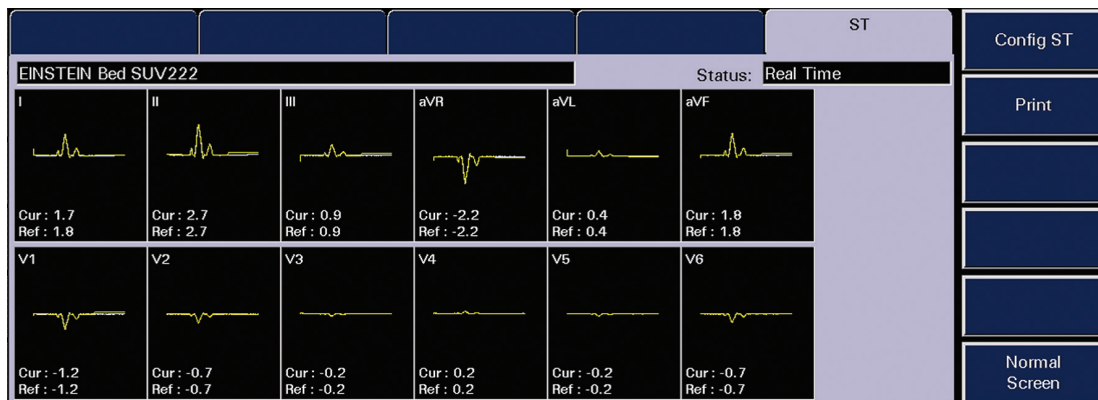 ST
Config ST
EINSTEIN Bed SUV222
Status: Real Time
Print
I II III aVR aVL aVF
Cur: 1.7 Cur: 2.7 Cur: 0.9 Cur: -2.2 Cur: 0.4 Cur: 1.8
Ref: 1.8 Ref: 2.7 Ref: 0.9 Ref: -2.2 Ref: 0.4 Ref: 1.8
V1 V2 V3 V4 V5 V6
Cur: -1.2 Cur: -0.7 Cur: -0.2 Cur: 0.2 Cur: -0.2 Cur: -0.7
Ref: -1.2 Ref: -0.7 Ref: -0.2 Ref: 0.2 Ref: -0.2 Ref: -0.7
Normal
Screen